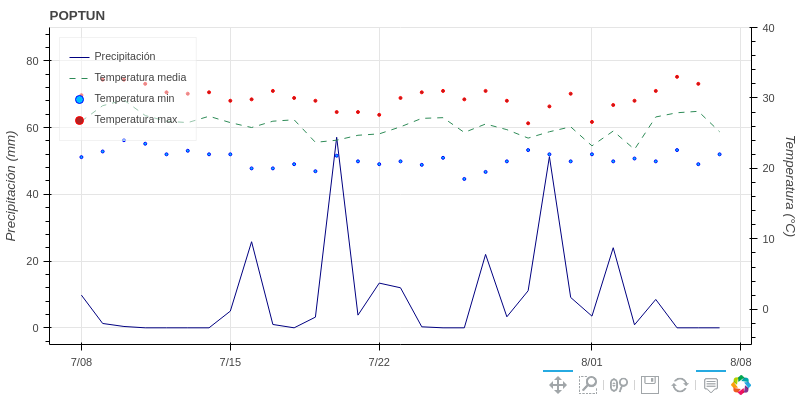 POPTUN
Precipitación
Temperatura media
Temperatura min
Temperatura max
Precipitación (mm)
80
60
40
20
0
40
30
20
10
0
Temperatura (°C)
7/08
7/15
7/22
8/01
8/08